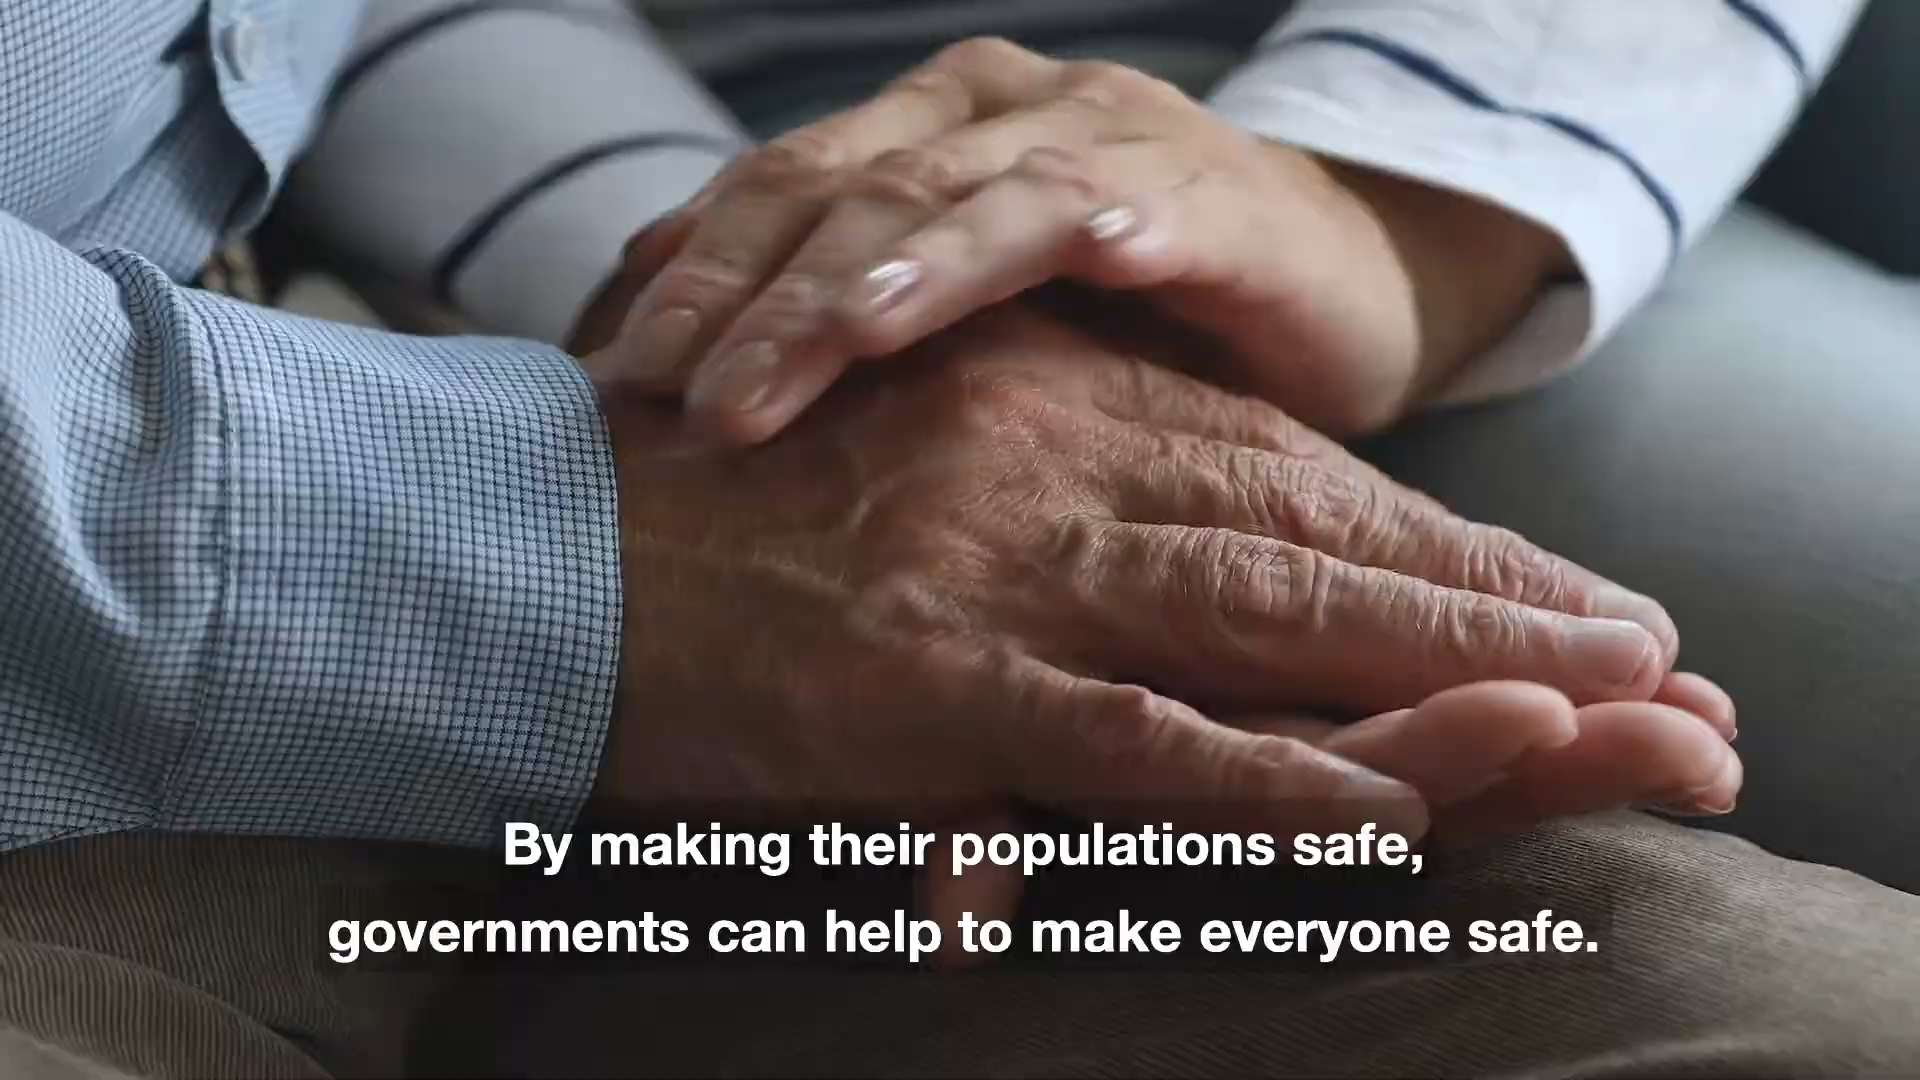 By making their populations safe,
governments can help to make everyone safe.